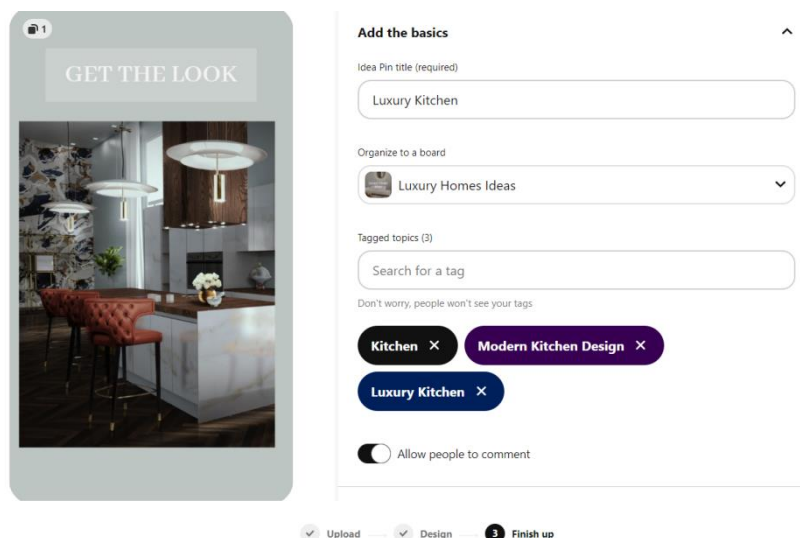 1
GET THE LOOK
Add the basics
Idea Pin title (required)
Luxury Kitchen
Organize to a board
Luxury Homes Ideas
Tagged topics (3)
Search for a tag
Don't worry, people won't see your tags
Kitchen × Modern Kitchen Design ×
Luxury Kitchen ×
Allow people to comment
Upload Design 3 Finish up